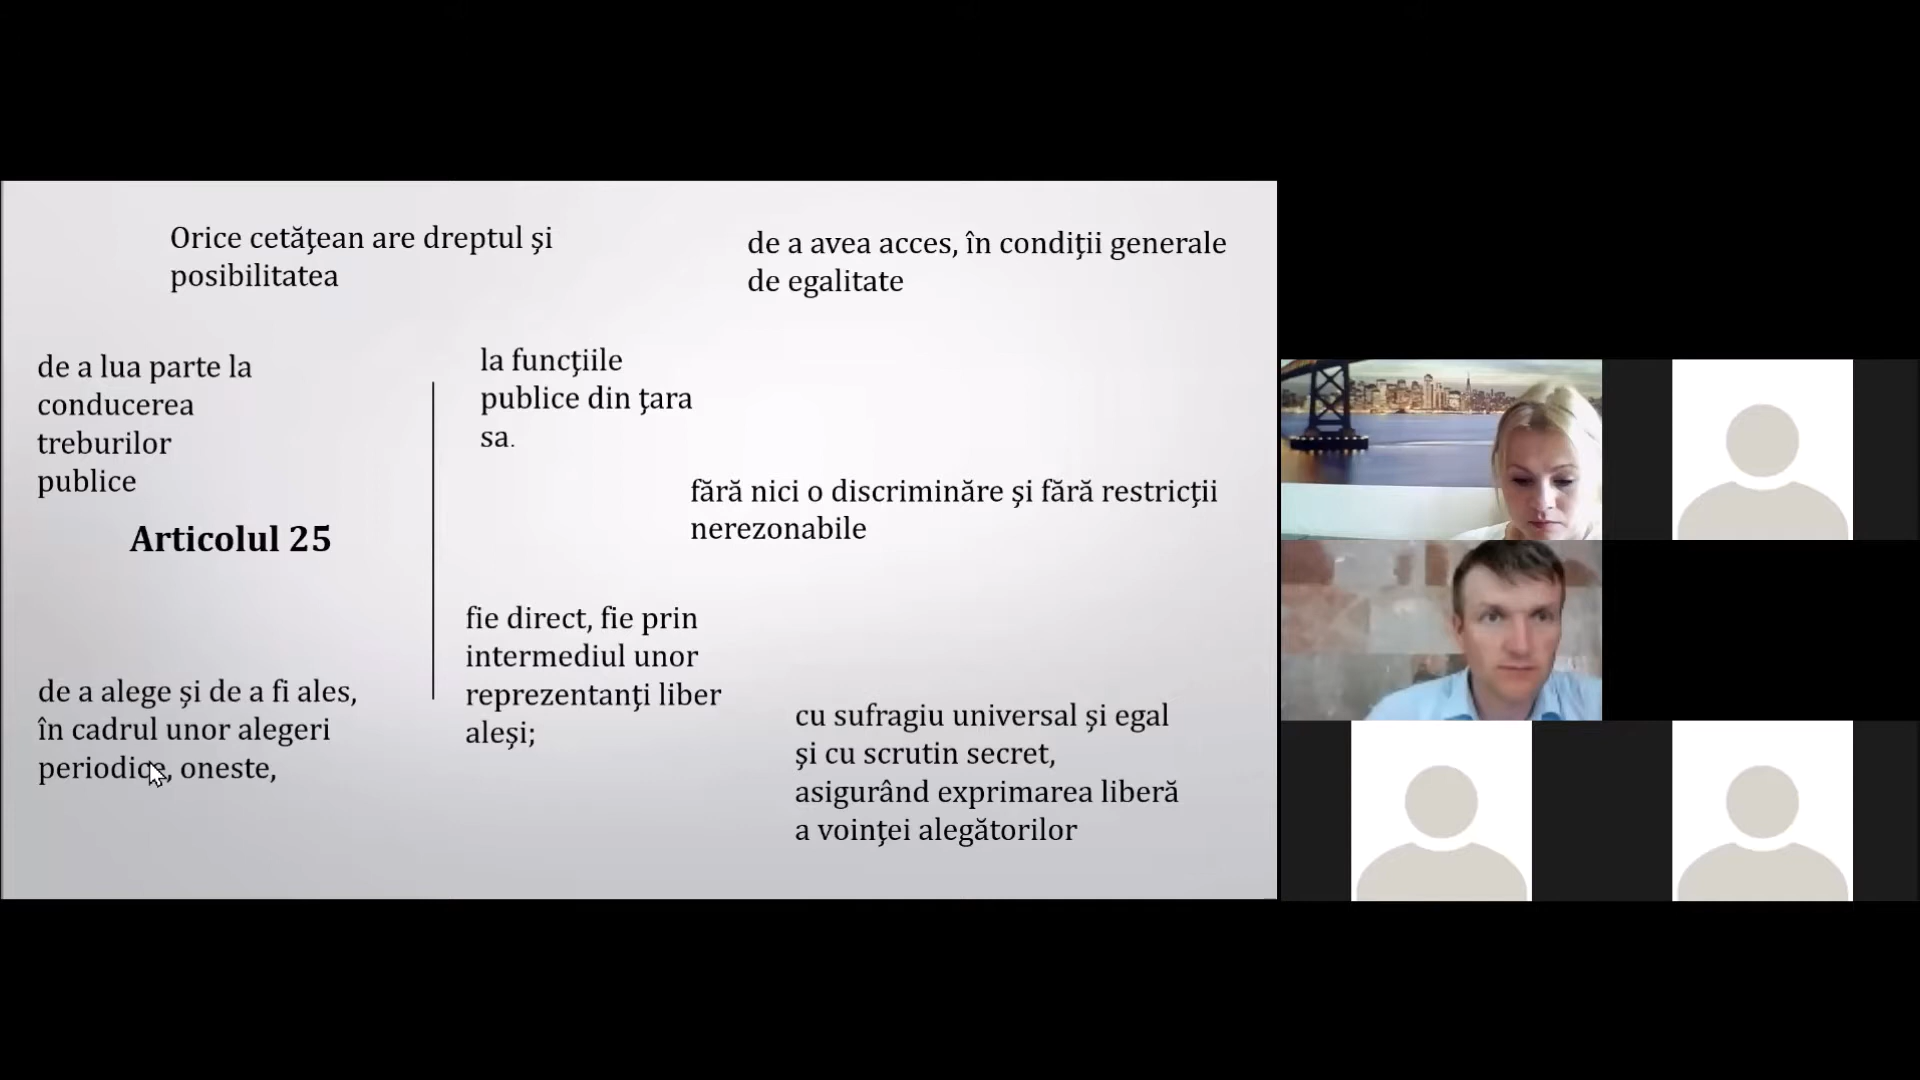 Orice cetăţean are dreptul şi
posibilitatea
de a avea acces, în condiţii generale
de egalitate
de a lua parte la
conducerea
treburilor
publice
la funcţiile
publice din ţara
sa.
fără nici o discriminăre şi fără restricţii
nerezonabile
Articolul 25
fie direct, fie prin
intermediul unor
reprezentanţi liber
aleşi;
de a alege şi de a fi ales,
în cadrul unor alegeri
periodice, oneste,
cu sufragiu universal şi egal
şi cu scrutin secret,
asigurând exprimarea liberă
a voinţei alegătorilor